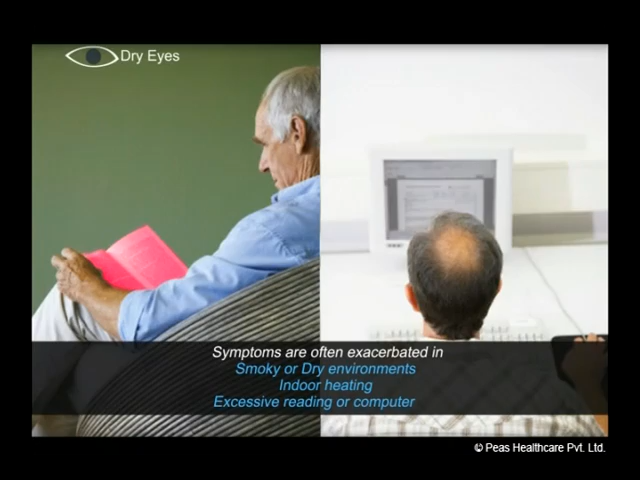 Dry Eyes
Symptoms are often exacerbated in
Smoky or Dry environments
Indoor heating
Excessive reading or computer
© Peas Healthcare Pvt. Ltd.